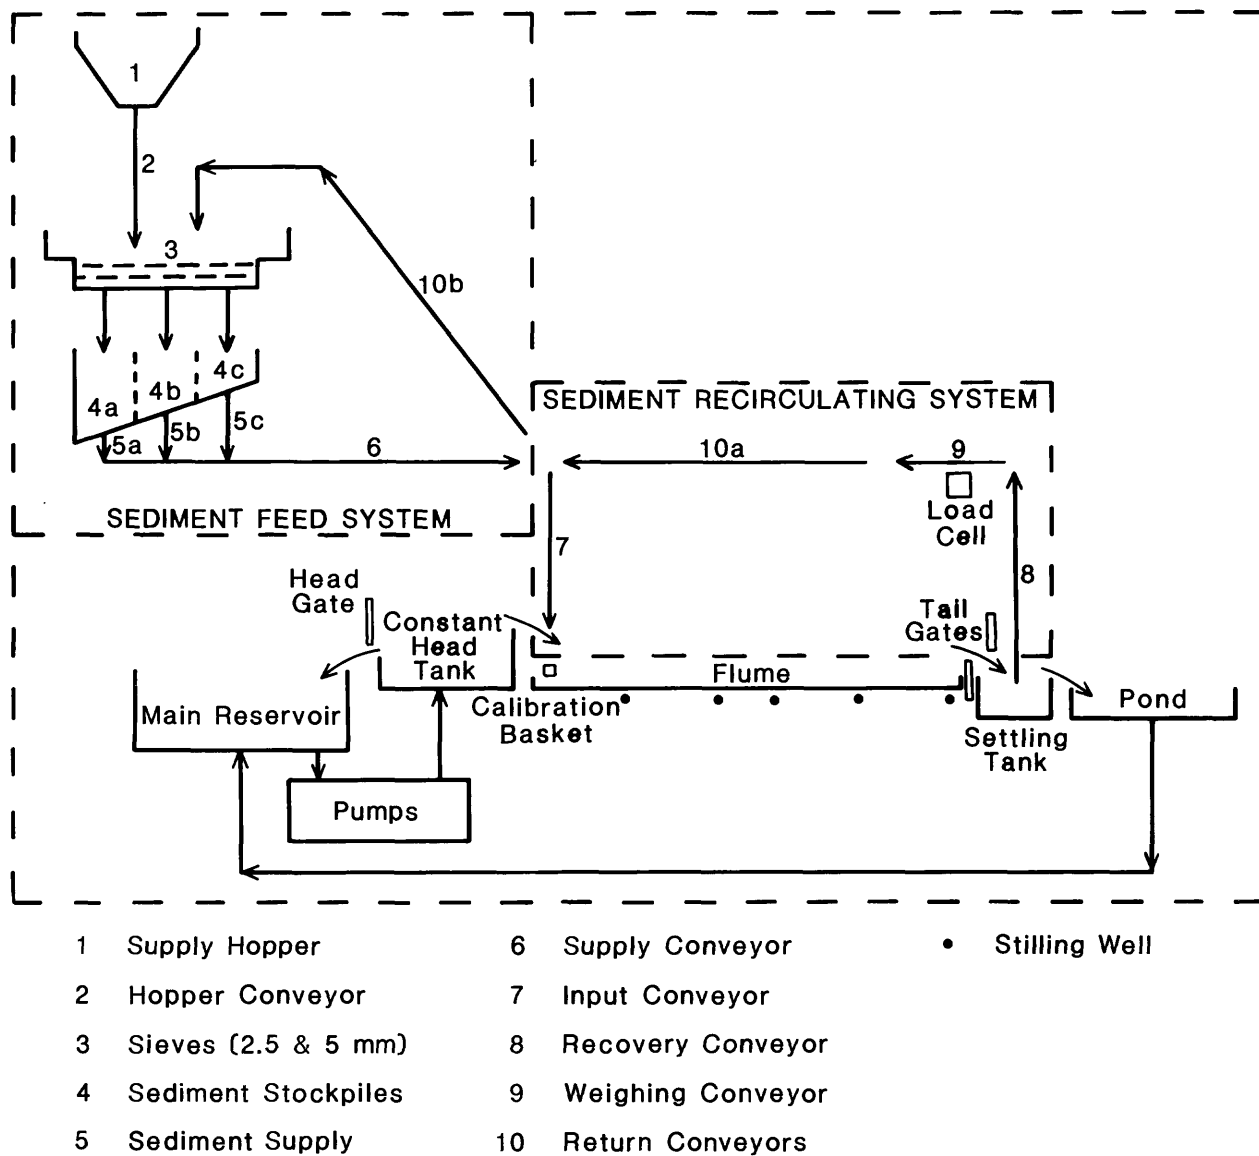 1
2
3
10b
4a 4b 4c
5a 5b 5c
6
SEDIMENT FEED SYSTEM
SEDIMENT RECIRCULATING SYSTEM
10a
9
Load
Cell
7
8
Head
Gate
Constant
Head
Tank
Tail
Gates
Flume
Main Reservoir
Calibration
Basket
Settling
Tank
Pond
Pumps
1 Supply Hopper
2 Hopper Conveyor
3 Sieves (2.5 & 5 mm)
4 Sediment Stockpiles
5 Sediment Supply
6 Supply Conveyor
7 Input Conveyor
8 Recovery Conveyor
9 Weighing Conveyor
10 Return Conveyors
• Stilling Well